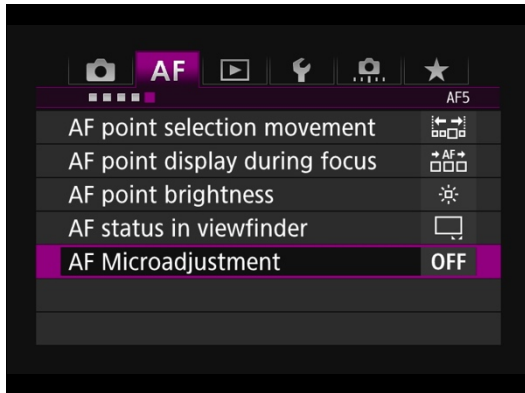 AF
AF5
AF point selection movement
AF point display during focus
AF
AF point brightness
AF status in viewfinder
AF Microadjustment OFF